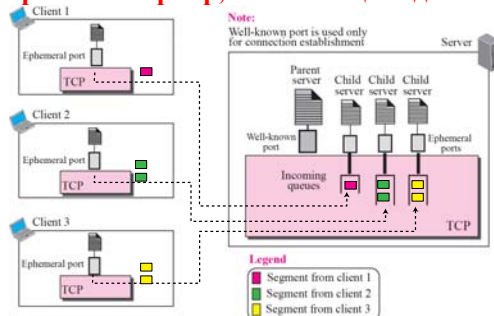 Client 1
Ephemeral port
TCP
Client 2
Ephemeral port
TCP
Client 3
Ephemeral port
TCP
Note:
Well-known port is used only
for connection establishment
Server
Parent
server
Child
server
Child
server
Child
server
Well-known
port
Ephemeral
ports
Incoming
queues
TCP
Legend
Segment from client 1
Segment from client 2
Segment from client 3